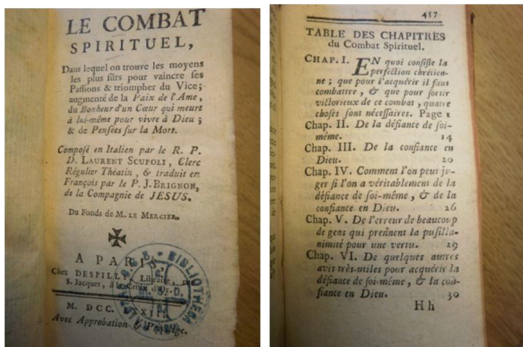 LE COMBAT
SPIRITUEL,
Dans lequel on trouve les moyens
les plus sûrs pour vaincre ses
Passions & triompher du Vice;
augmenté de la Paix de l'Ame,
du Bonheur d'un Cœur qui meurt
à lui-même pour vivre à Dieu;
& de Pensées sur la Mort.
Composé en Italien par le R. P.
D. LAURENT SCUPOLI, Clerc
Régulier Théatin, & traduit en
François par le P. J. BRIGNON,
de la Compagnie de JESUS.
Du Fonds de M. LE MERCIER.
A PARIS
Chez DESPILLY, Libraire,
S. Jacques, à la Croix d'Or.
M. DCC.
Avec Approbation &
BIBLIOTHECA
457
TABLE DES CHAPITRES
du Combat Spirituel.
CHAP. I. EN quoi consiste la
perfection chrétien-
ne; que pour l'acquérir il faut
combattre, & que pour sortir
victorieux de ce combat, quatre
choses sont nécessaires. Page 1
Chap. II. De la défiance de soi-
même. 14
Chap. III. De la confiance en
Dieu. 20
Chap. IV. Comment l'on peut ju-
ger si l'on a véritablement de la
défiance de soi-même, & de la
confiance en Dieu. 26
Chap. V. De l'erreur de beaucoup
de gens qui prennent la pusilla-
nimité pour une vertu. 29
Chap. VI. De quelques autres
avis très-utiles pour acquérir la
défiance de soi-même, & la con-
fiance en Dieu. 30
H h